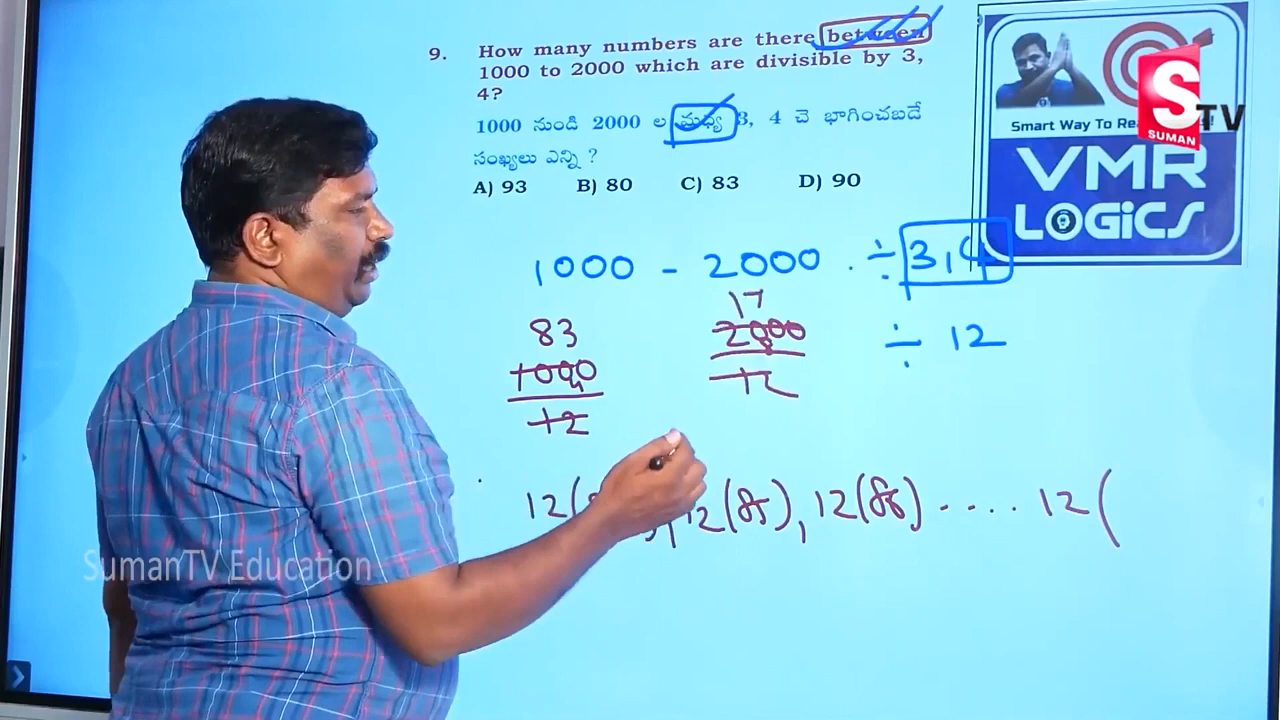 9. How many numbers are there between
1000 to 2000 which are divisible by 3,
4?
1000 నుండి 2000 ల మధ్య 3, 4 చె భాగించబడే
సంఖ్యలు ఎన్ని ?
A) 93 B) 80 C) 83 D) 90
Smart Way To
S TV
SUMAN
VMR
LOGiCS
1000 - 2000 . ÷ 3,4
83
1000
12
17
2000
12
÷ 12
12( 12(85), 12(86) .... 12(
SumanTV Education